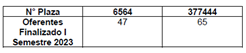 N° Plaza 6564 377444
Oferentes 47 65
Finalizado I
Semestre 2023